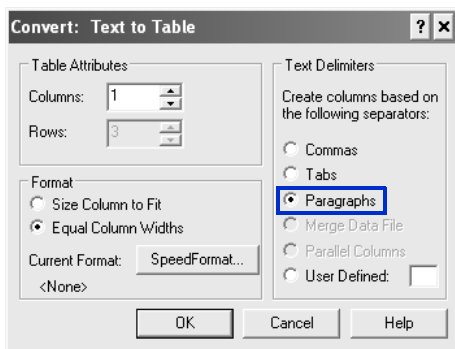 Convert: Text to Table
Table Attributes
Columns: 1
Rows: 3
Format
Size Column to Fit
Equal Column Widths
Current Format: SpeedFormat...
<None>
Text Delimiters
Create columns based on
the following separators:
Commas
Tabs
Paragraphs
Merge Data File
Parallel Columns
User Defined:
OK Cancel Help